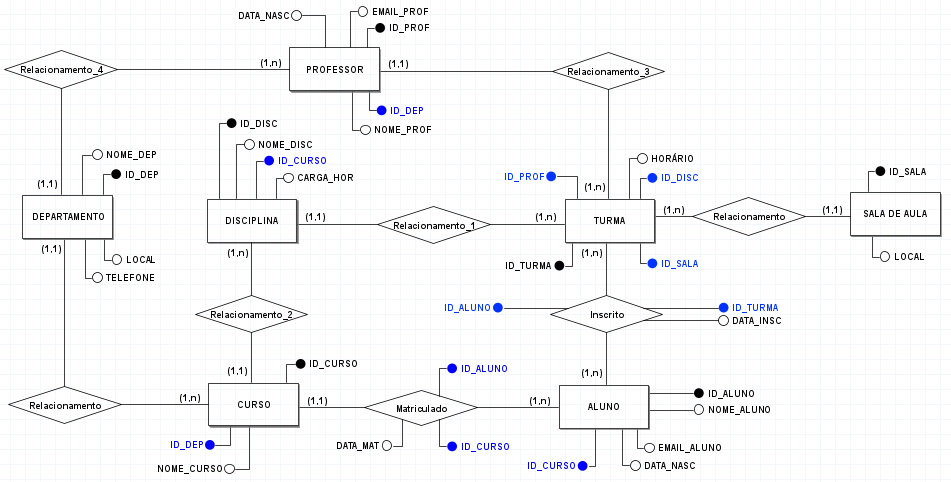 DATA_NASC
EMAIL_PROF
ID_PROF
Relacionamento_4
(1,n)
PROFESSOR
(1,1)
Relacionamento_3
ID_DEP
NOME_PROF
ID_DISC
NOME_DISC
ID_CURSO
CARGA_HOR
NOME_DEP
ID_DEP
(1,1)
DEPARTAMENTO
(1,1)
LOCAL
TELEFONE
DISCIPLINA
(1,1)
(1,n)
Relacionamento_1
(1,n)
HORÁRIO
ID_PROF
ID_DISC
(1,n)
TURMA
(1,n)
(1,n)
ID_TURMA
ID_SALA
Relacionamento
(1,1)
ID_SALA
SALA DE AULA
LOCAL
Relacionamento_2
(1,1)
ID_ALUNO
Inscrito
ID_TURMA
DATA_INSC
(1,n)
ID_CURSO
Relacionamento
(1,n)
CURSO
(1,1)
ID_DEP
NOME_CURSO
ID_ALUNO
Matriculado
DATA_MAT
ID_CURSO
(1,n)
ALUNO
ID_ALUNO
NOME_ALUNO
EMAIL_ALUNO
DATA_NASC
ID_CURSO